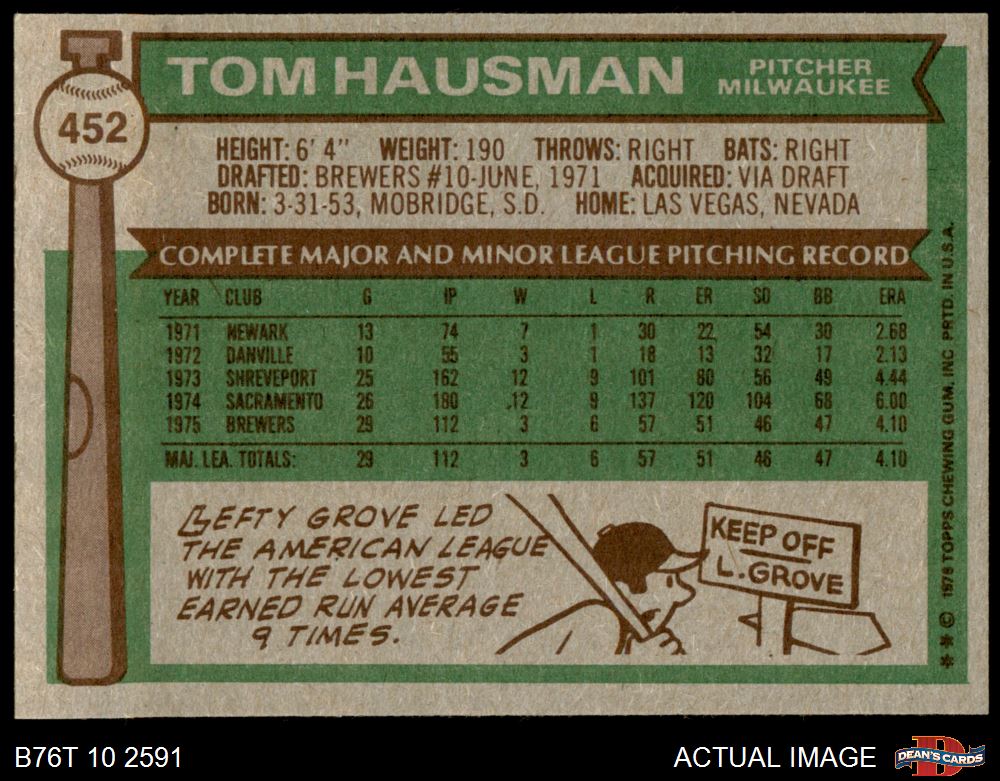 TOM HAUSMAN
PITCHER
MILWAUKEE
452
HEIGHT: 6' 4" WEIGHT: 190 THROWS: RIGHT BATS: RIGHT
DRAFTED: BREWERS #10-JUNE, 1971 ACQUIRED: VIA DRAFT
BORN: 3-31-53, MOBRIDGE, S.D. HOME: LAS VEGAS, NEVADA
COMPLETE MAJOR AND MINOR LEAGUE PITCHING RECORD
YEAR CLUB G IP W L R ER SO BB ERA
1971 NEWARK 13 74 7 1 30 22 54 30 2.68
1972 DANVILLE 10 55 3 1 18 13 32 17 2.13
1973 SHREVEPORT 25 162 12 9 101 80 56 49 4.44
1974 SACRAMENTO 26 180 12 9 137 120 104 68 6.00
1975 BREWERS 29 112 3 6 57 51 46 47 4.10
MAJ. LEA. TOTALS: 29 112 3 6 57 51 46 47 4.10
LEFTY GROVE LED
THE AMERICAN LEAGUE
WITH THE LOWEST
EARNED RUN AVERAGE
9 TIMES.
KEEP OFF
L. GROVE
* * © 1976 TOPPS CHEWING GUM, INC PRTD. IN U.S.A.
B76T 10 2591
ACTUAL IMAGE
D
DEAN'S CARDS